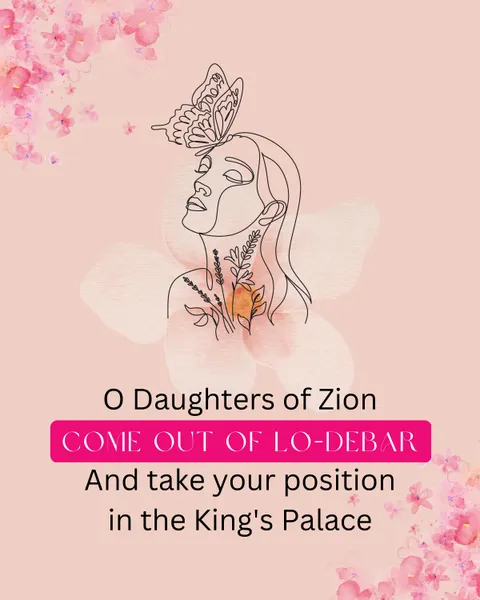 O Daughters of Zion
COME OUT OF LO-DEBAR
And take your position
in the King's Palace